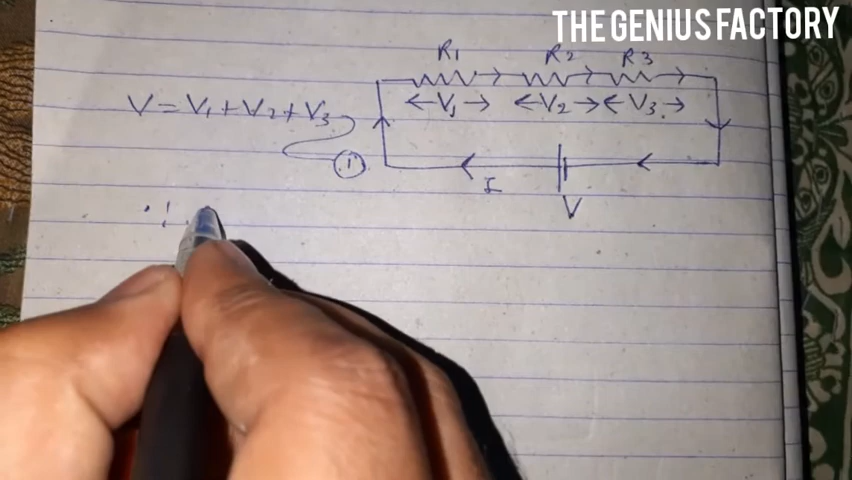 THE GENIUS FACTORY
R1 R2 R3
V = V1 + V2 + V3
V1 V2 V3
1
I
V